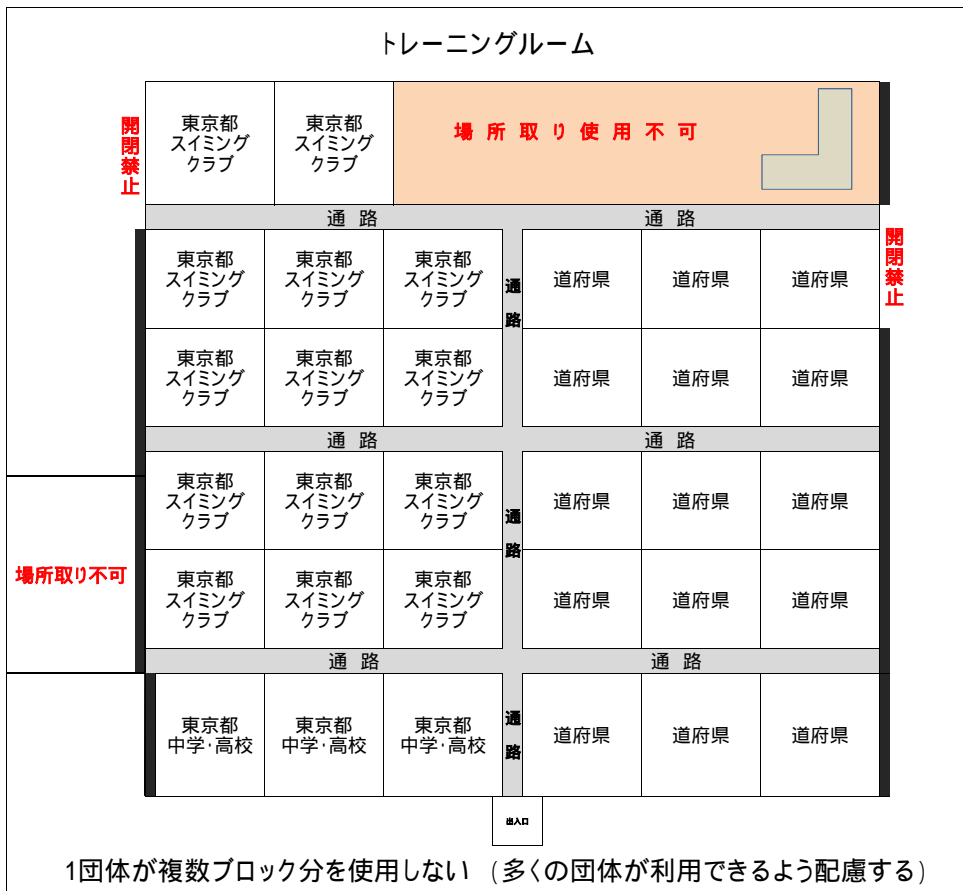 トレーニングルーム
開閉禁止
東京都
スイミング
クラブ
東京都
スイミング
クラブ
場所取り使用不可
通路
通路
開閉禁止
東京都
スイミング
クラブ
東京都
スイミング
クラブ
東京都
スイミング
クラブ
通路
道府県
道府県
道府県
東京都
スイミング
クラブ
東京都
スイミング
クラブ
東京都
スイミング
クラブ
道府県
道府県
道府県
通路
通路
場所取り不可
東京都
スイミング
クラブ
東京都
スイミング
クラブ
東京都
スイミング
クラブ
通路
道府県
道府県
道府県
東京都
スイミング
クラブ
東京都
スイミング
クラブ
東京都
スイミング
クラブ
道府県
道府県
道府県
通路
通路
東京都
中学・高校
東京都
中学・高校
東京都
中学・高校
通路
道府県
道府県
道府県
出入口
1団体が複数ブロック分を使用しない (多くの団体が利用できるよう配慮する)